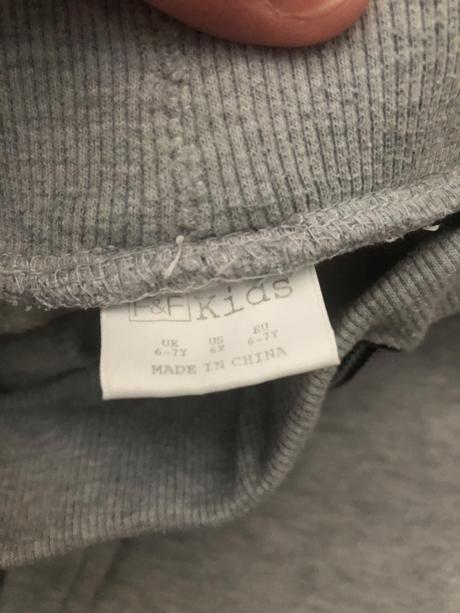 F&F Kids
UK US EU
6-7Y 6X 6-7Y
MADE IN CHINA